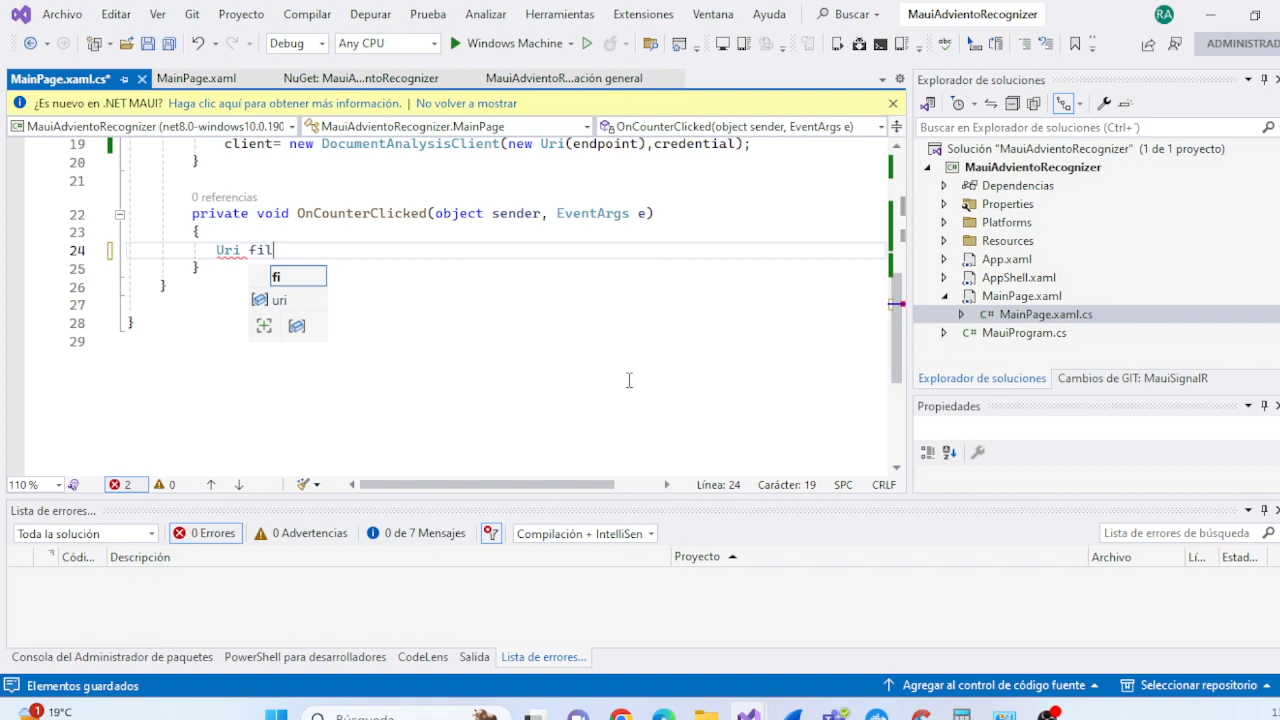 Archivo Editar Ver Git Proyecto Compilar Depurar Prueba Analizar Herramientas Extensiones Ventana Ayuda Buscar MauiAdvientoRecognizer RA
Debug Any CPU Windows Machine ADMINISTRAD
MainPage.xaml.cs* MainPage.xaml NuGet: MauiA...ntoRecognizer MauiAdvientoR...ación general
¿Es nuevo en .NET MAUI? Haga clic aquí para obtener más información. | No volver a mostrar
MauiAdvientoRecognizer (net8.0-windows10.0.190 MauiAdvientoRecognizer.MainPage OnCounterClicked(object sender, EventArgs e)
19 client= new DocumentAnalysisClient(new Uri(endpoint),credential);
20 }
21
0 referencias
22 private void OnCounterClicked(object sender, EventArgs e)
23 {
24 Uri fil
25 }
fi
26 }
uri
27
28 }
29
110 % 2 0 Línea: 24 Carácter: 19 SPC CRLF
Explorador de soluciones
Buscar en Explorador de soluciones (Ctrl+´)
Solución "MauiAdvientoRecognizer" (1 de 1 proyecto)
MauiAdvientoRecognizer
Dependencias
Properties
Platforms
Resources
App.xaml
AppShell.xaml
MainPage.xaml
C# MainPage.xaml.cs
C# MauiProgram.cs
Explorador de soluciones Cambios de GIT: MauiSignalR
Propiedades
Lista de errores...
Toda la solución 0 Errores 0 Advertencias 0 de 7 Mensajes Compilación + IntelliSen Lista de errores de búsqueda
Códi... Descripción Proyecto Archivo Lí... Estad...
Consola del Administrador de paquetes PowerShell para desarrolladores CodeLens Salida Lista de errores...
Elementos guardados Agregar al control de código fuente Seleccionar repositorio
1 19°C Búsqueda